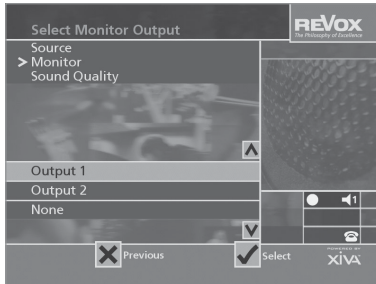 Select Monitor Output
REVOX
The Philosophy of Excellence
Source
> Monitor
Sound Quality
Output 1
Output 2
None
1
Previous
Select
POWERED BY
XiVA